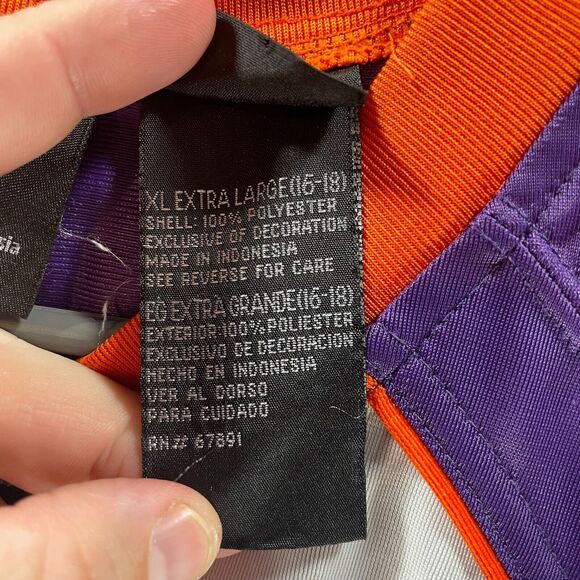 XL EXTRA LARGE(16-18)
SHELL: 100% POLYESTER
EXCLUSIVE OF DECORATION
MADE IN INDONESIA
SEE REVERSE FOR CARE
EG EXTRA GRANDE(16-18)
EXTERIOR 100% POLIESTER
EXCLUSIVO DE DECORACION
HECHO EN INDONESIA
VER AL DORSO
PARA CUIDADO
RN# 67891